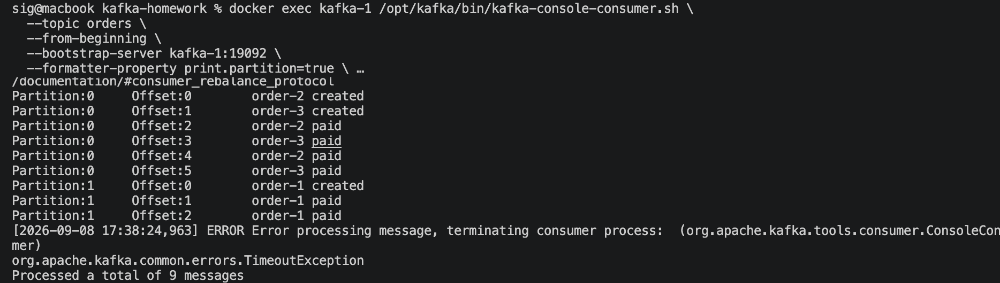 sig@macbook kafka-homework % docker exec kafka-1 /opt/kafka/bin/kafka-console-consumer.sh \
  --topic orders \
  --from-beginning \
  --bootstrap-server kafka-1:19092 \
  --formatter-property print.partition=true \ …
/documentation/#consumer_rebalance_protocol
Partition:0     Offset:0        order-2 created
Partition:0     Offset:1        order-3 created
Partition:0     Offset:2        order-2 paid
Partition:0     Offset:3        order-3 paid
Partition:0     Offset:4        order-2 paid
Partition:0     Offset:5        order-3 paid
Partition:1     Offset:0        order-1 created
Partition:1     Offset:1        order-1 paid
Partition:1     Offset:2        order-1 paid
[2026-09-08 17:38:24,963] ERROR Error processing message, terminating consumer process:  (org.apache.kafka.tools.consumer.ConsoleCon
mer)
org.apache.kafka.common.errors.TimeoutException
Processed a total of 9 messages